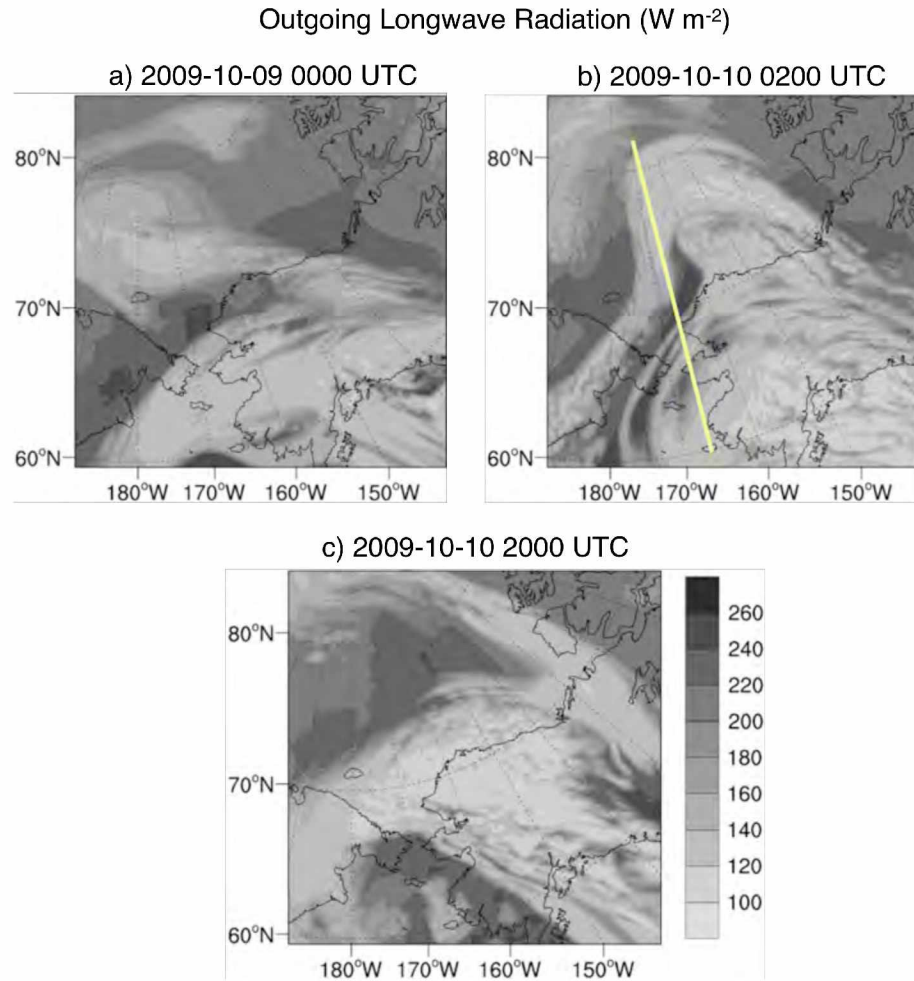 Outgoing Longwave Radiation (W m⁻²)
a) 2009-10-09 0000 UTC
b) 2009-10-10 0200 UTC
80°N
70°N
60°N
180°W 170°W 160°W 150°W
80°N
70°N
60°N
180°W 170°W 160°W 150°W
c) 2009-10-10 2000 UTC
80°N
70°N
60°N
180°W 170°W 160°W 150°W
260
240
220
200
180
160
140
120
100